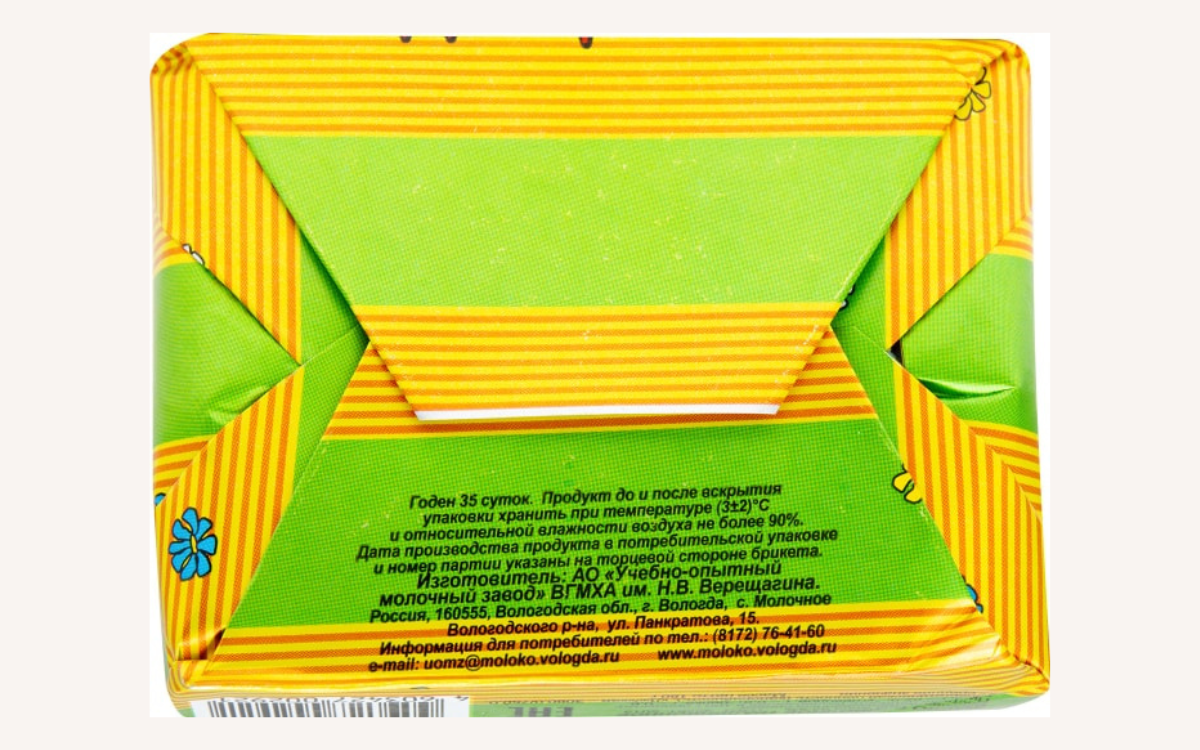 Годен 35 суток. Продукт до и после вскрытия
упаковки хранить при температуре (3±2)°С
и относительной влажности воздуха не более 90%.
Дата производства продукта в потребительской упаковке
и номер партии указаны на торцевой стороне брикета.
Изготовитель: АО «Учебно-опытный
молочный завод» ВГМХА им. Н.В. Верещагина.
Россия, 160555, Вологодская обл., г. Вологда, с. Молочное
Вологодского р-на, ул. Панкратова, 15.
Информация для потребителей по тел.: (8172) 76-41-60
e-mail: uomz@moloko.vologda.ru www.moloko.vologda.ru